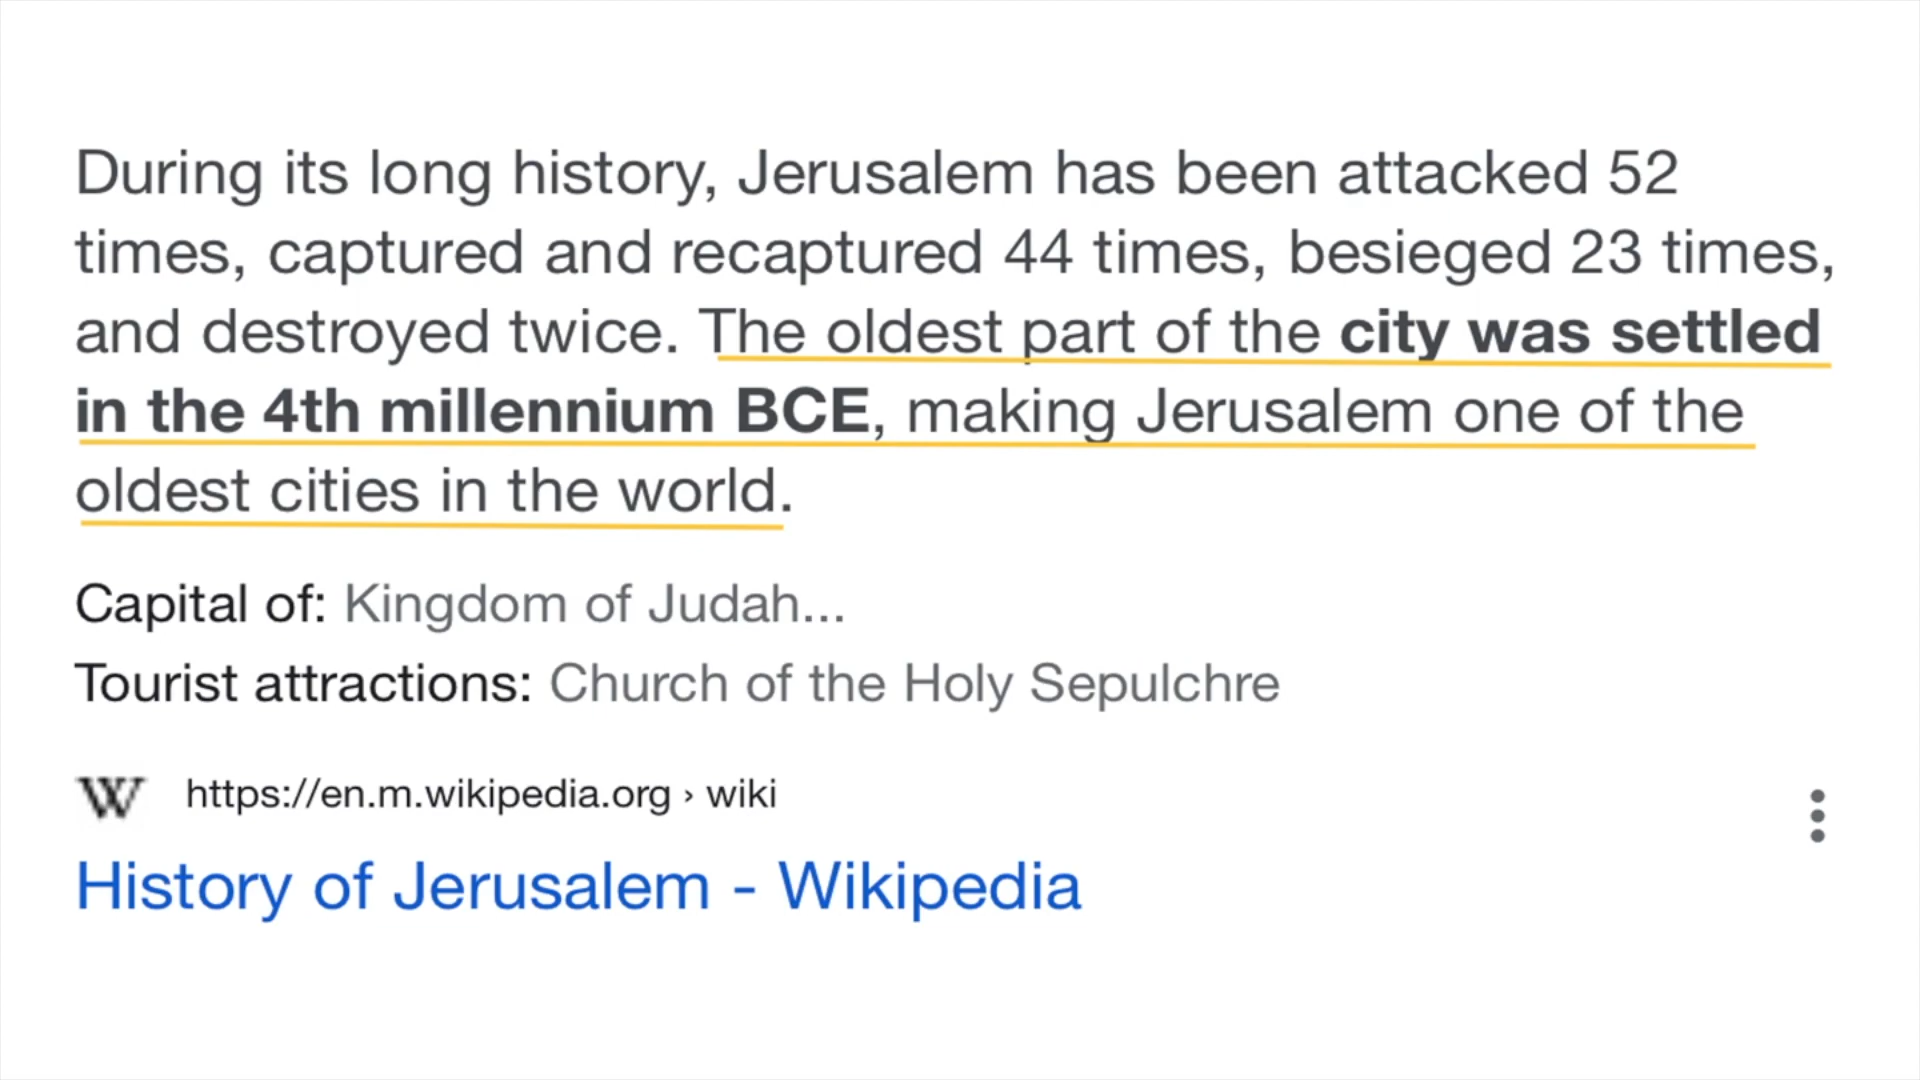 During its long history, Jerusalem has been attacked 52
times, captured and recaptured 44 times, besieged 23 times,
and destroyed twice. The oldest part of the city was settled
in the 4th millennium BCE, making Jerusalem one of the
oldest cities in the world.
Capital of: Kingdom of Judah...
Tourist attractions: Church of the Holy Sepulchre
W https://en.m.wikipedia.org › wiki
History of Jerusalem - Wikipedia